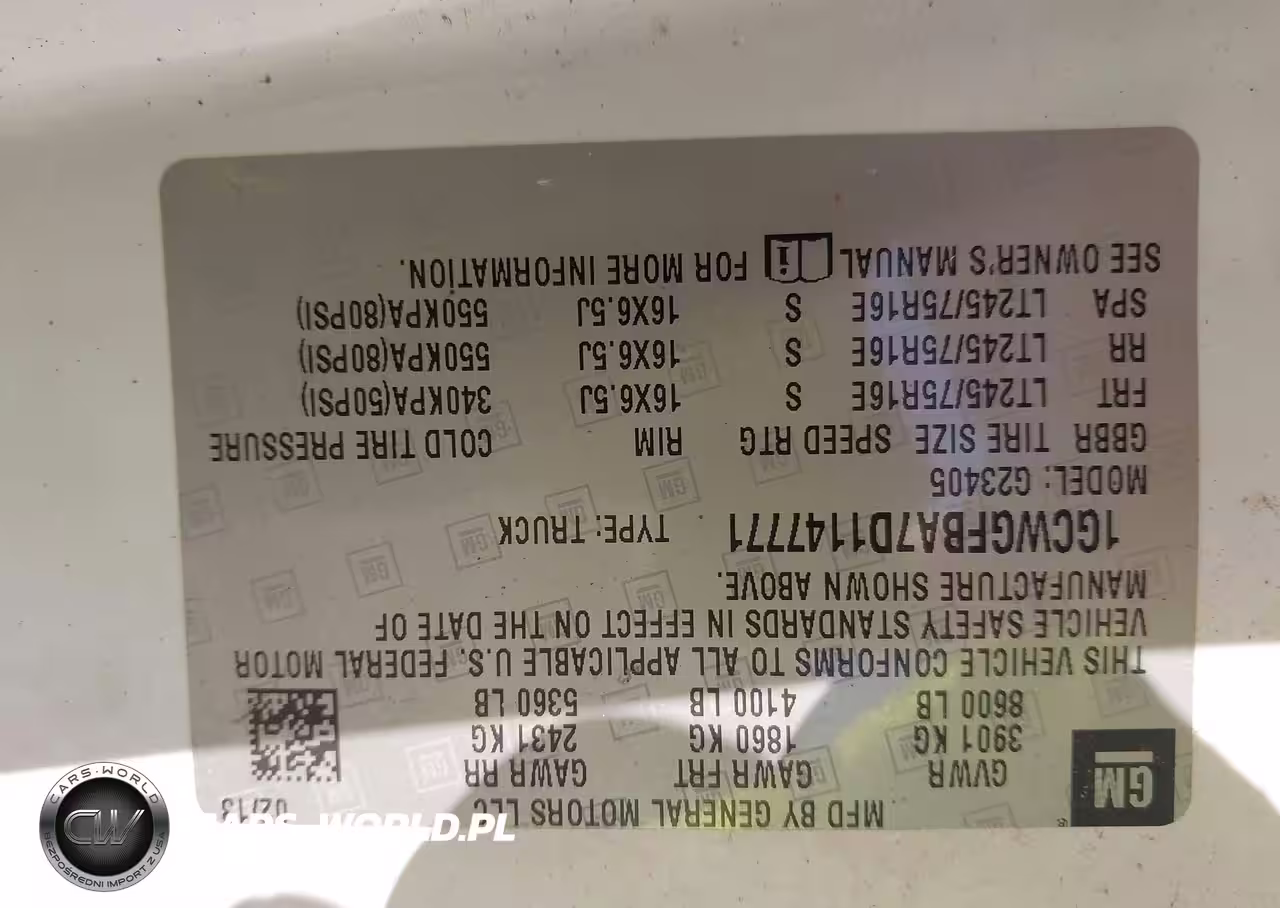 GM
MFD BY GENERAL MOTORS LLC 02/13
GVWR GAWR FRT GAWR RR
3901 KG 1860 KG 2431 KG
8600 LB 4100 LB 5360 LB
THIS VEHICLE CONFORMS TO ALL APPLICABLE U.S. FEDERAL MOTOR
VEHICLE SAFETY STANDARDS IN EFFECT ON THE DATE OF
MANUFACTURE SHOWN ABOVE.
1GCWGFBA7D1147771 TYPE: TRUCK
MODEL: G23405
GBBR TIRE SIZE SPEED RTG RIM COLD TIRE PRESSURE
FRT LT245/75R16E S 16X6.5J 340KPA(50PSI)
RR LT245/75R16E S 16X6.5J 550KPA(80PSI)
SPA LT245/75R16E S 16X6.5J 550KPA(80PSI)
SEE OWNER'S MANUAL i FOR MORE INFORMATION.
CARS-WORLD
CW
BEZPOŚREDNI IMPORT Z USA
CARS-WORLD.PL